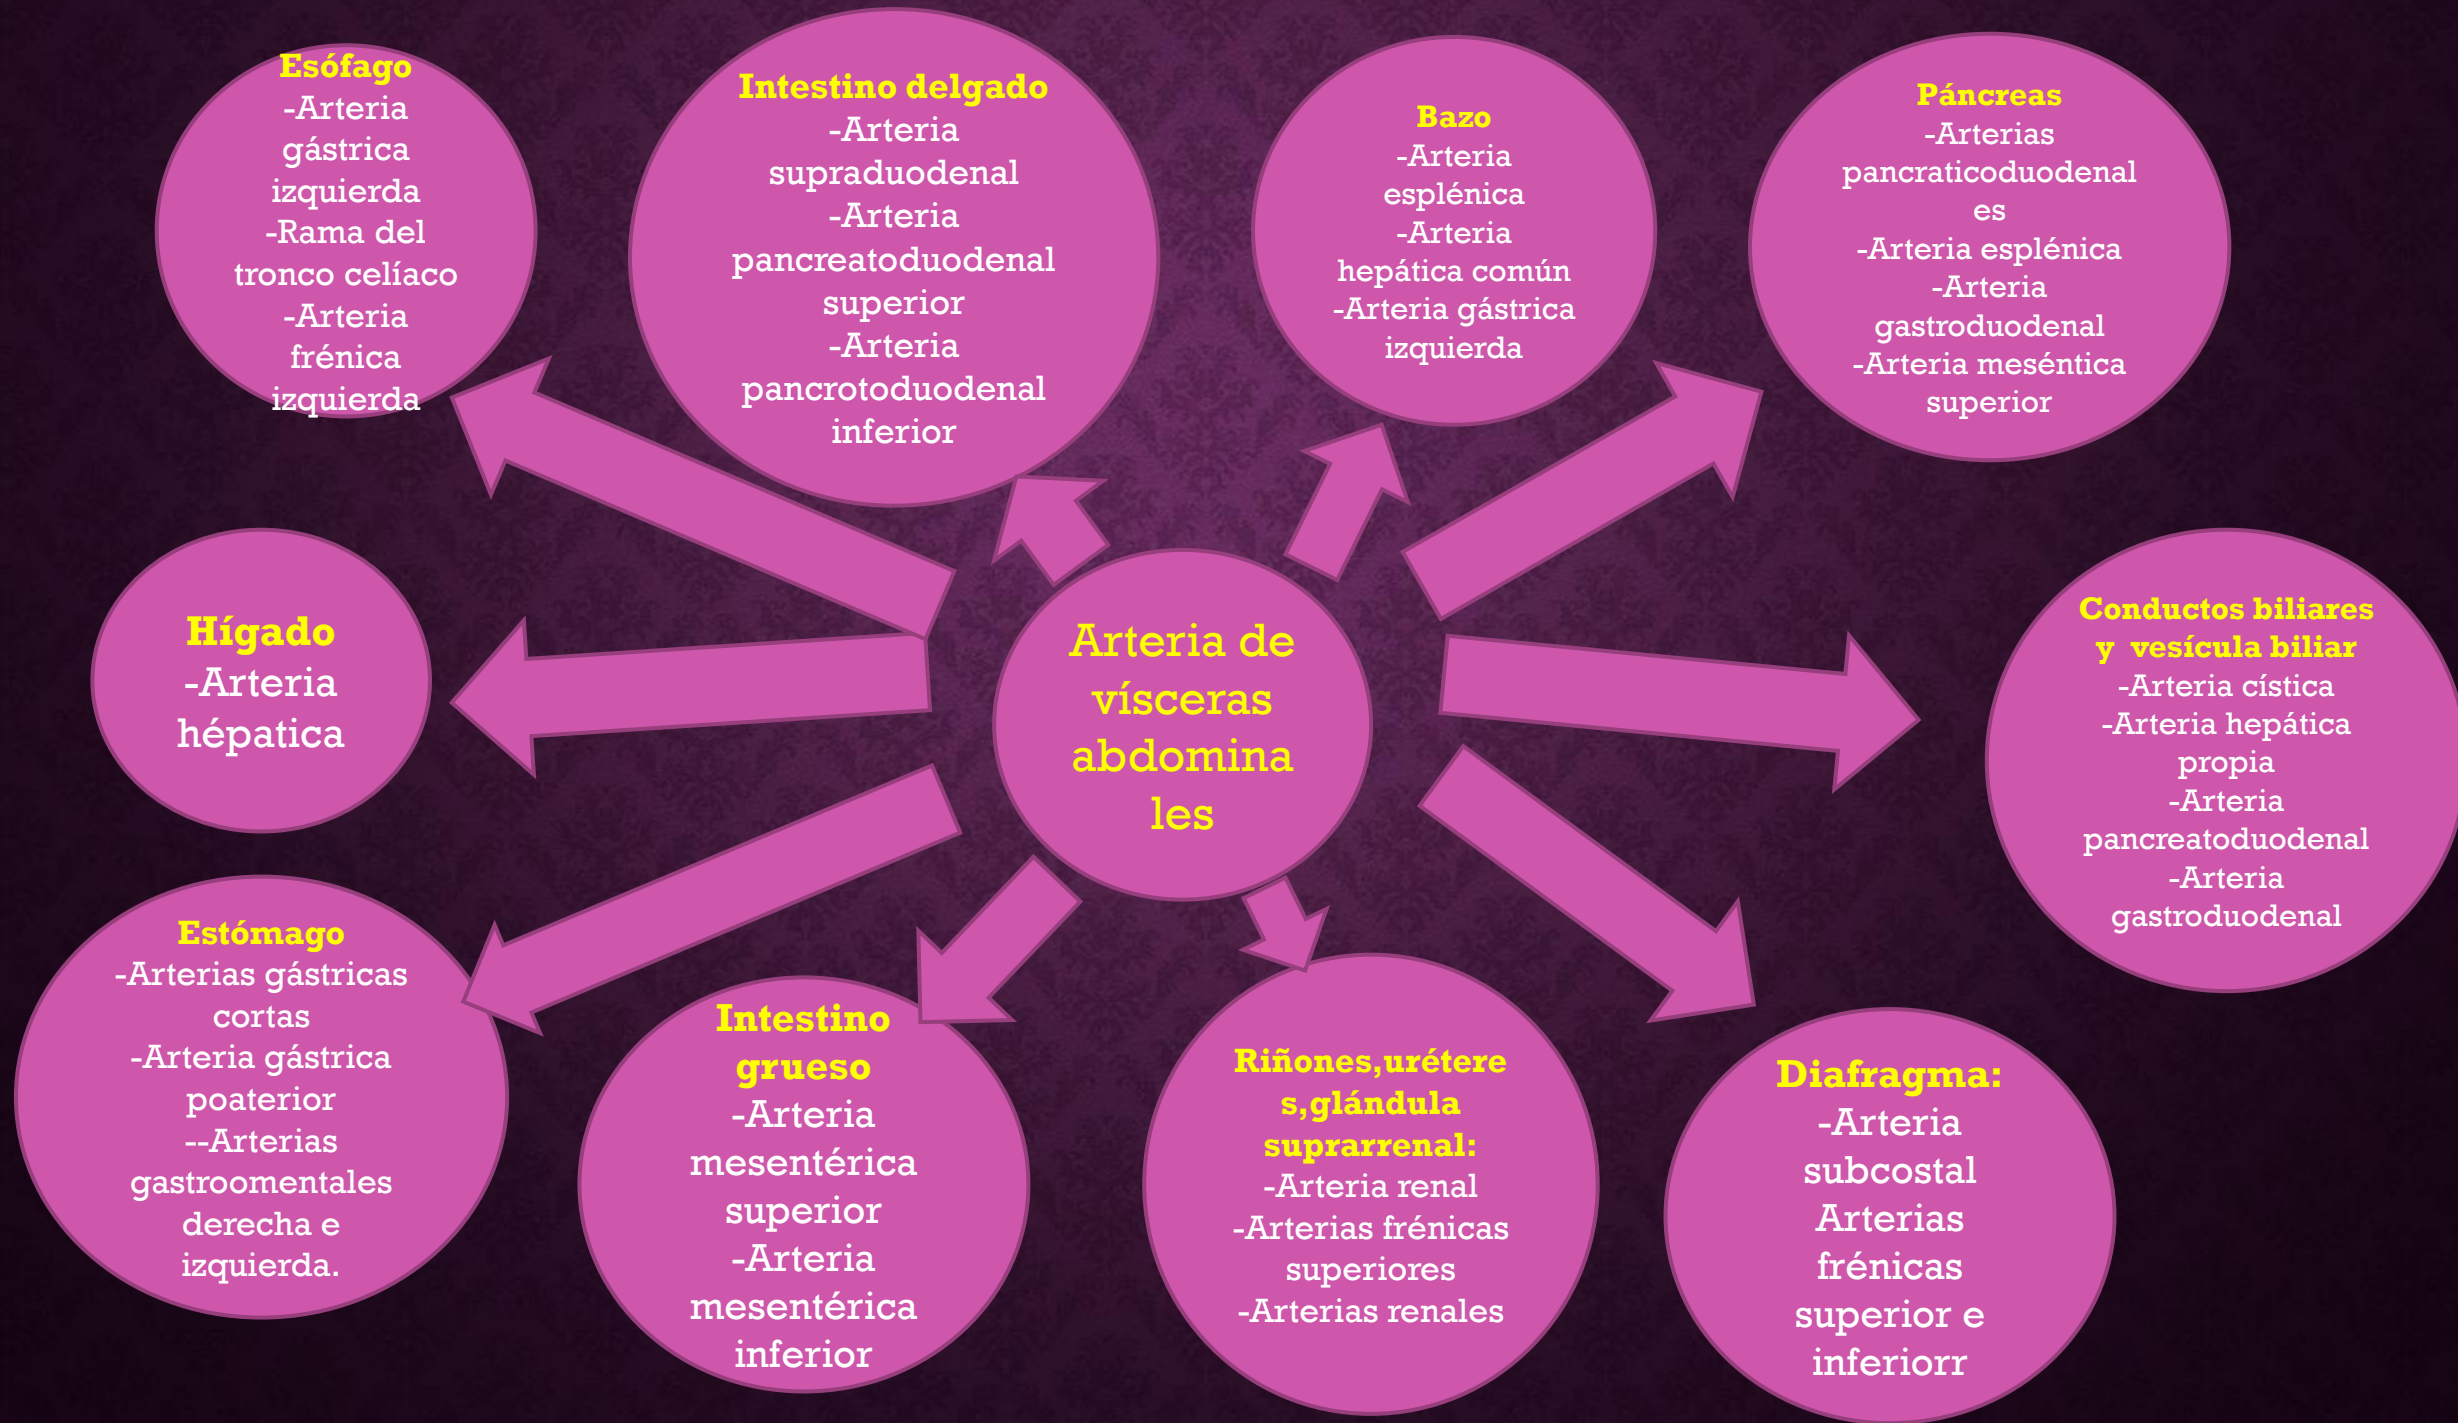 Esófago
-Arteria
gástrica
izquierda
-Rama del
tronco celíaco
-Arteria
frénica
izquierda
Intestino delgado
-Arteria
supraduodenal
-Arteria
pancreatoduodenal
superior
-Arteria
pancrotoduodenal
inferior
Bazo
-Arteria
esplénica
-Arteria
hepática común
-Arteria gástrica
izquierda
Páncreas
-Arterias
pancraticoduodenal
es
-Arteria esplénica
-Arteria
gastroduodenal
-Arteria meséntica
superior
Hígado
-Arteria
hépatica
Arteria de
vísceras
abdomina
les
Conductos biliares
y  vesícula biliar
-Arteria cística
-Arteria hepática
propia
-Arteria
pancreatoduodenal
-Arteria
gastroduodenal
Estómago
-Arterias gástricas
cortas
-Arteria gástrica
poaterior
--Arterias
gastroomentales
derecha e
izquierda.
Intestino
grueso
-Arteria
mesentérica
superior
-Arteria
mesentérica
inferior
Riñones,urétere
s,glándula
suprarrenal:
-Arteria renal
-Arterias frénicas
superiores
-Arterias renales
Diafragma:
-Arteria
subcostal
Arterias
frénicas
superior e
inferiorr